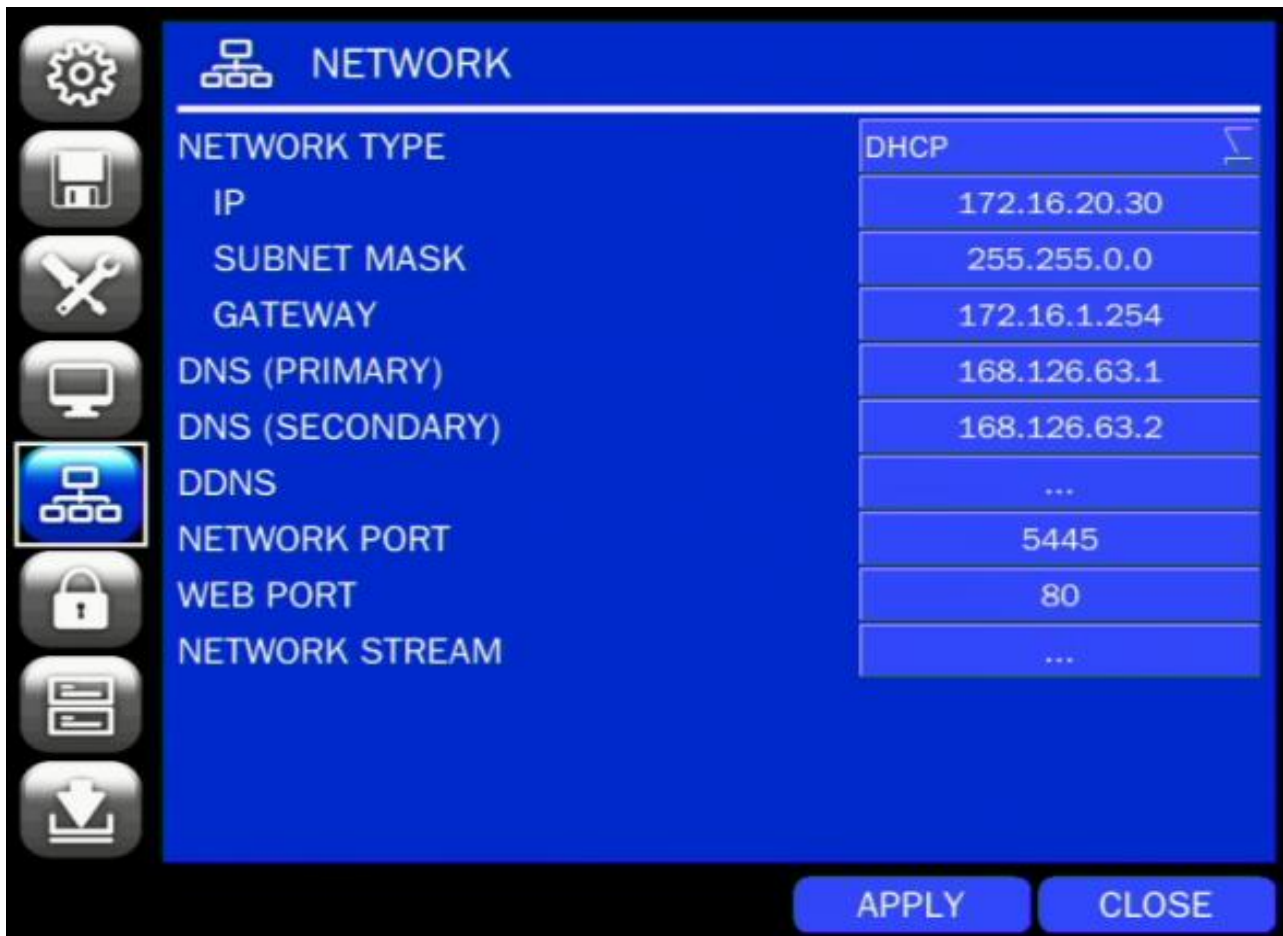 NETWORK
NETWORK TYPE DHCP
IP 172.16.20.30
SUBNET MASK 255.255.0.0
GATEWAY 172.16.1.254
DNS (PRIMARY) 168.126.63.1
DNS (SECONDARY) 168.126.63.2
DDNS ...
NETWORK PORT 5445
WEB PORT 80
NETWORK STREAM ...
APPLY CLOSE